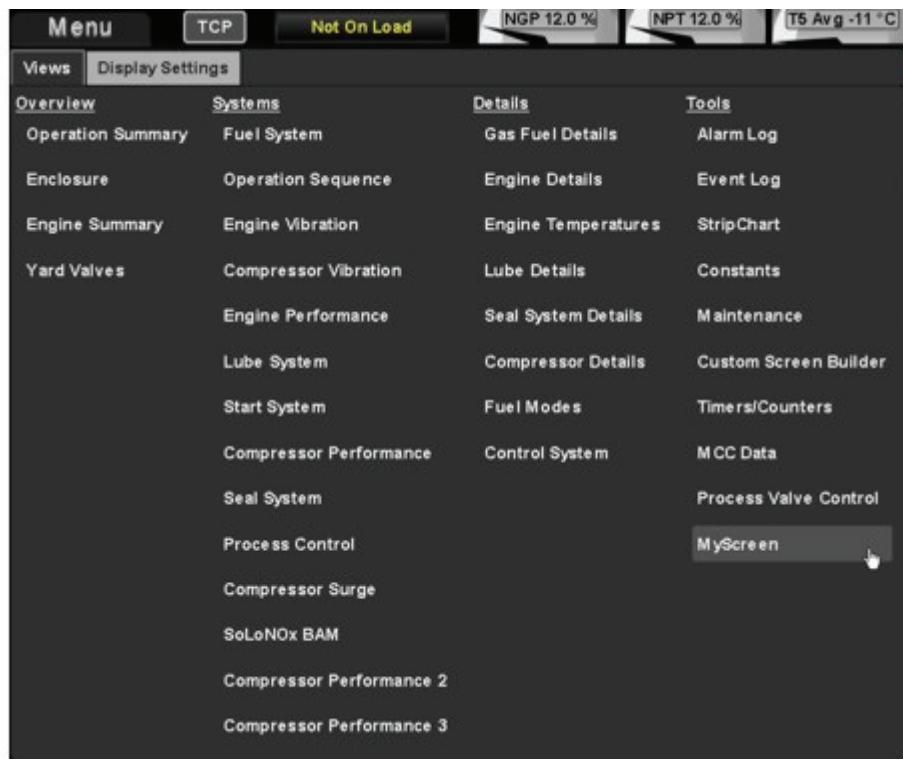 Menu
TCP
Not On Load
NGP 12.0 %
NPT 12.0 %
T5 Avg -11 °C
Views
Display Settings
Overview
Operation Summary
Enclosure
Engine Summary
Yard Valves
Systems
Fuel System
Operation Sequence
Engine Vibration
Compressor Vibration
Engine Performance
Lube System
Start System
Compressor Performance
Seal System
Process Control
Compressor Surge
SoLoNOx BAM
Compressor Performance 2
Compressor Performance 3
Details
Gas Fuel Details
Engine Details
Engine Temperatures
Lube Details
Seal System Details
Compressor Details
Fuel Modes
Control System
Tools
Alarm Log
Event Log
StripChart
Constants
Maintenance
Custom Screen Builder
Timers/Counters
MCC Data
Process Valve Control
MyScreen